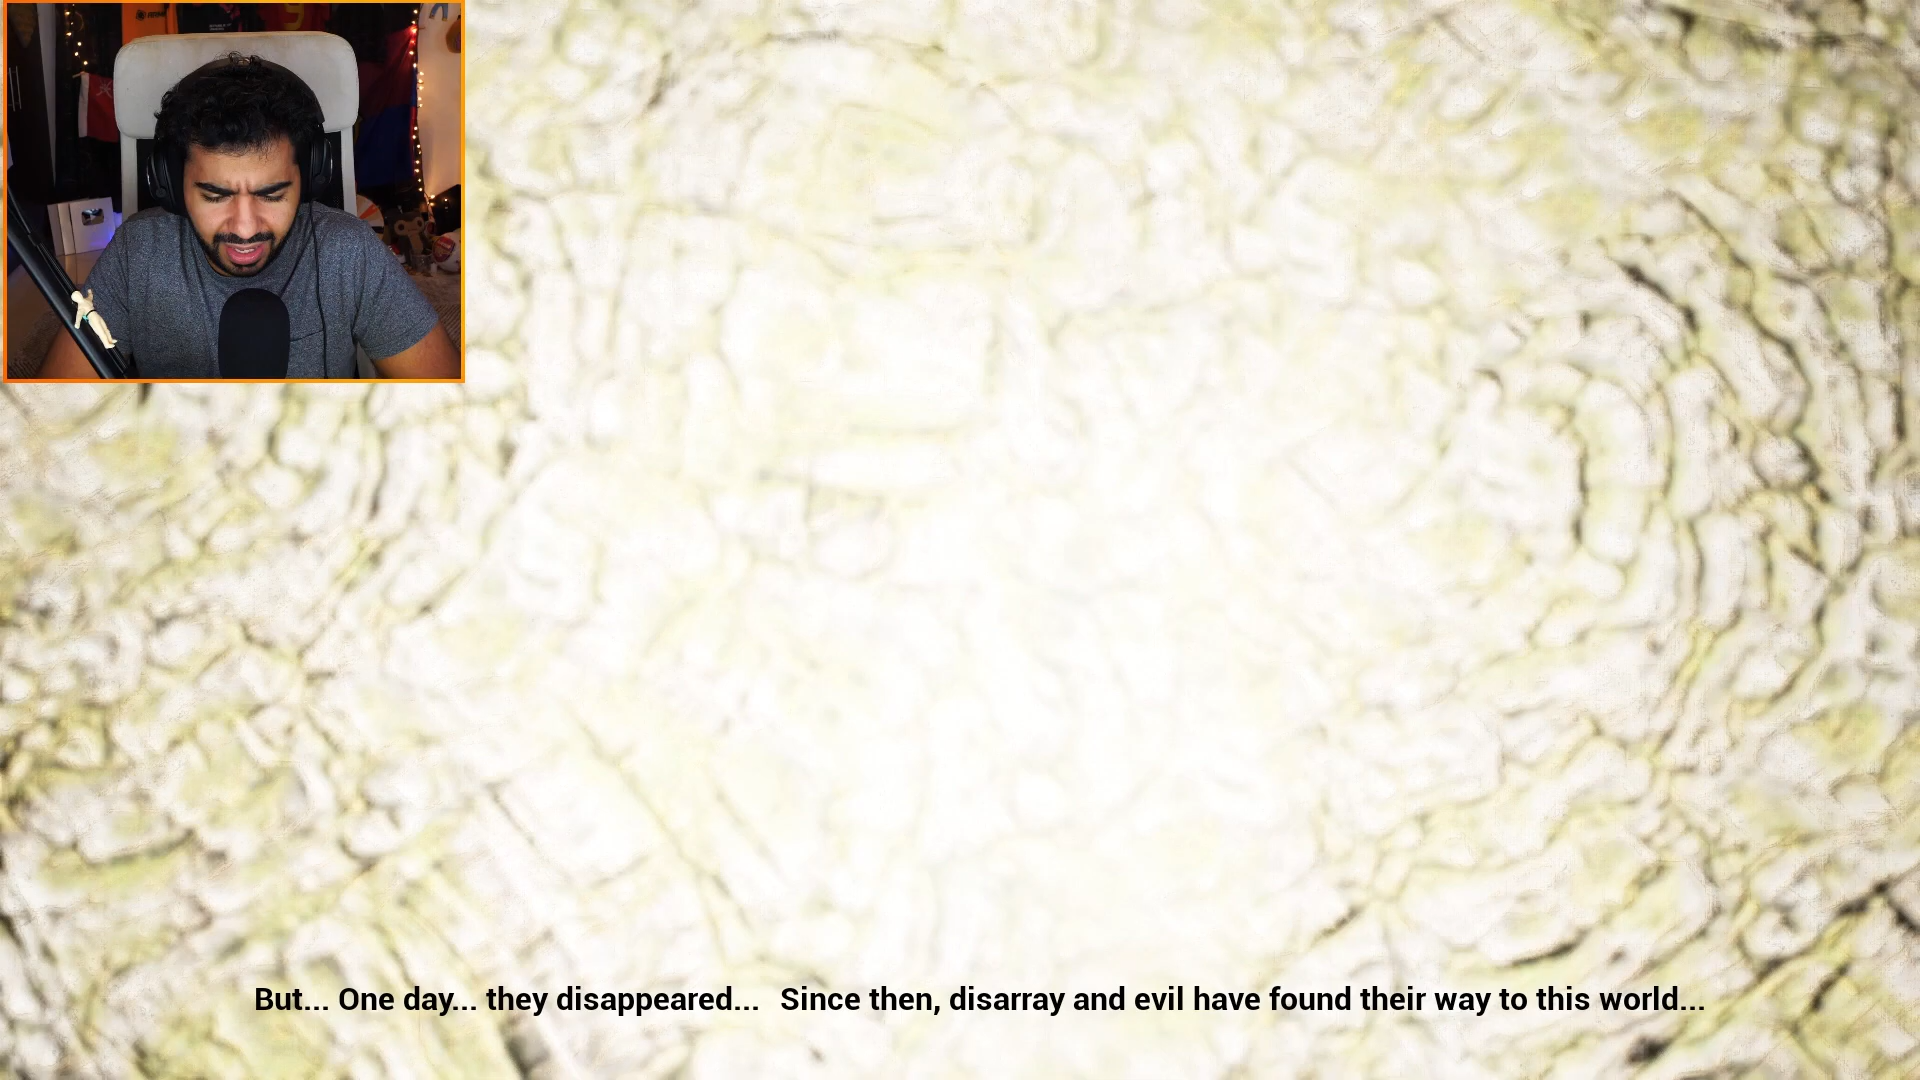 But... One day... they disappeared... Since then, disarray and evil have found their way to this world...